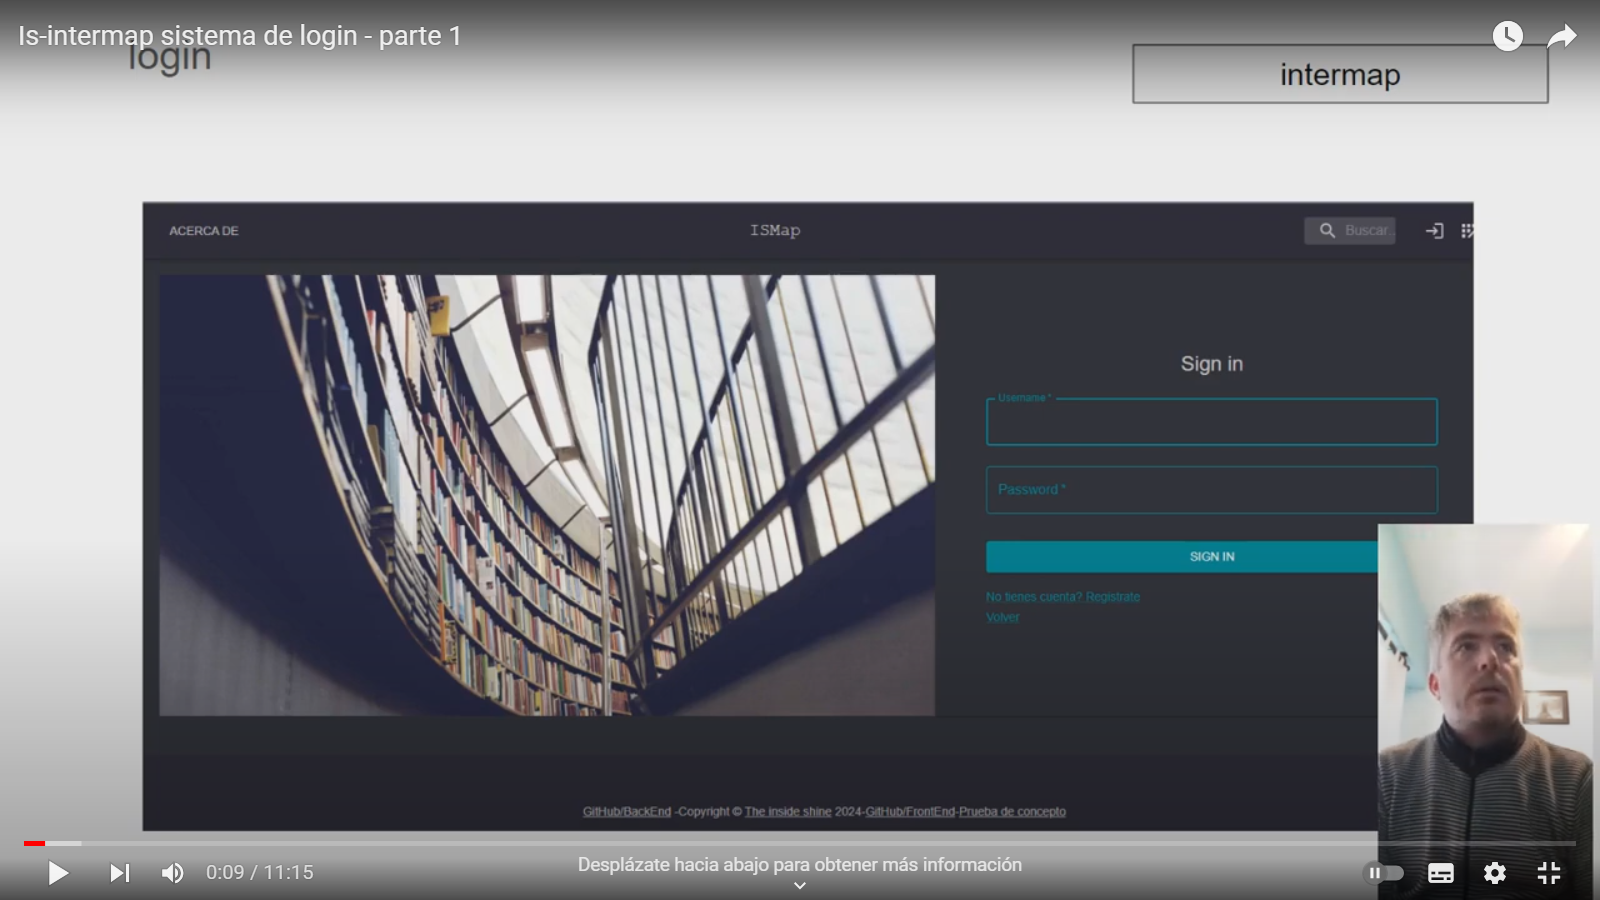 Is-intermap sistema de login - parte 1
login
intermap
ACERCA DE
ISMap
Buscar..
Sign in
Username *
Password *
SIGN IN
No tienes cuenta? Registrate
Volver
GitHub/BackEnd -Copyright © The inside shine 2024-GitHub/FrontEnd-Prueba de concepto
0:09 / 11:15
Desplázate hacia abajo para obtener más información